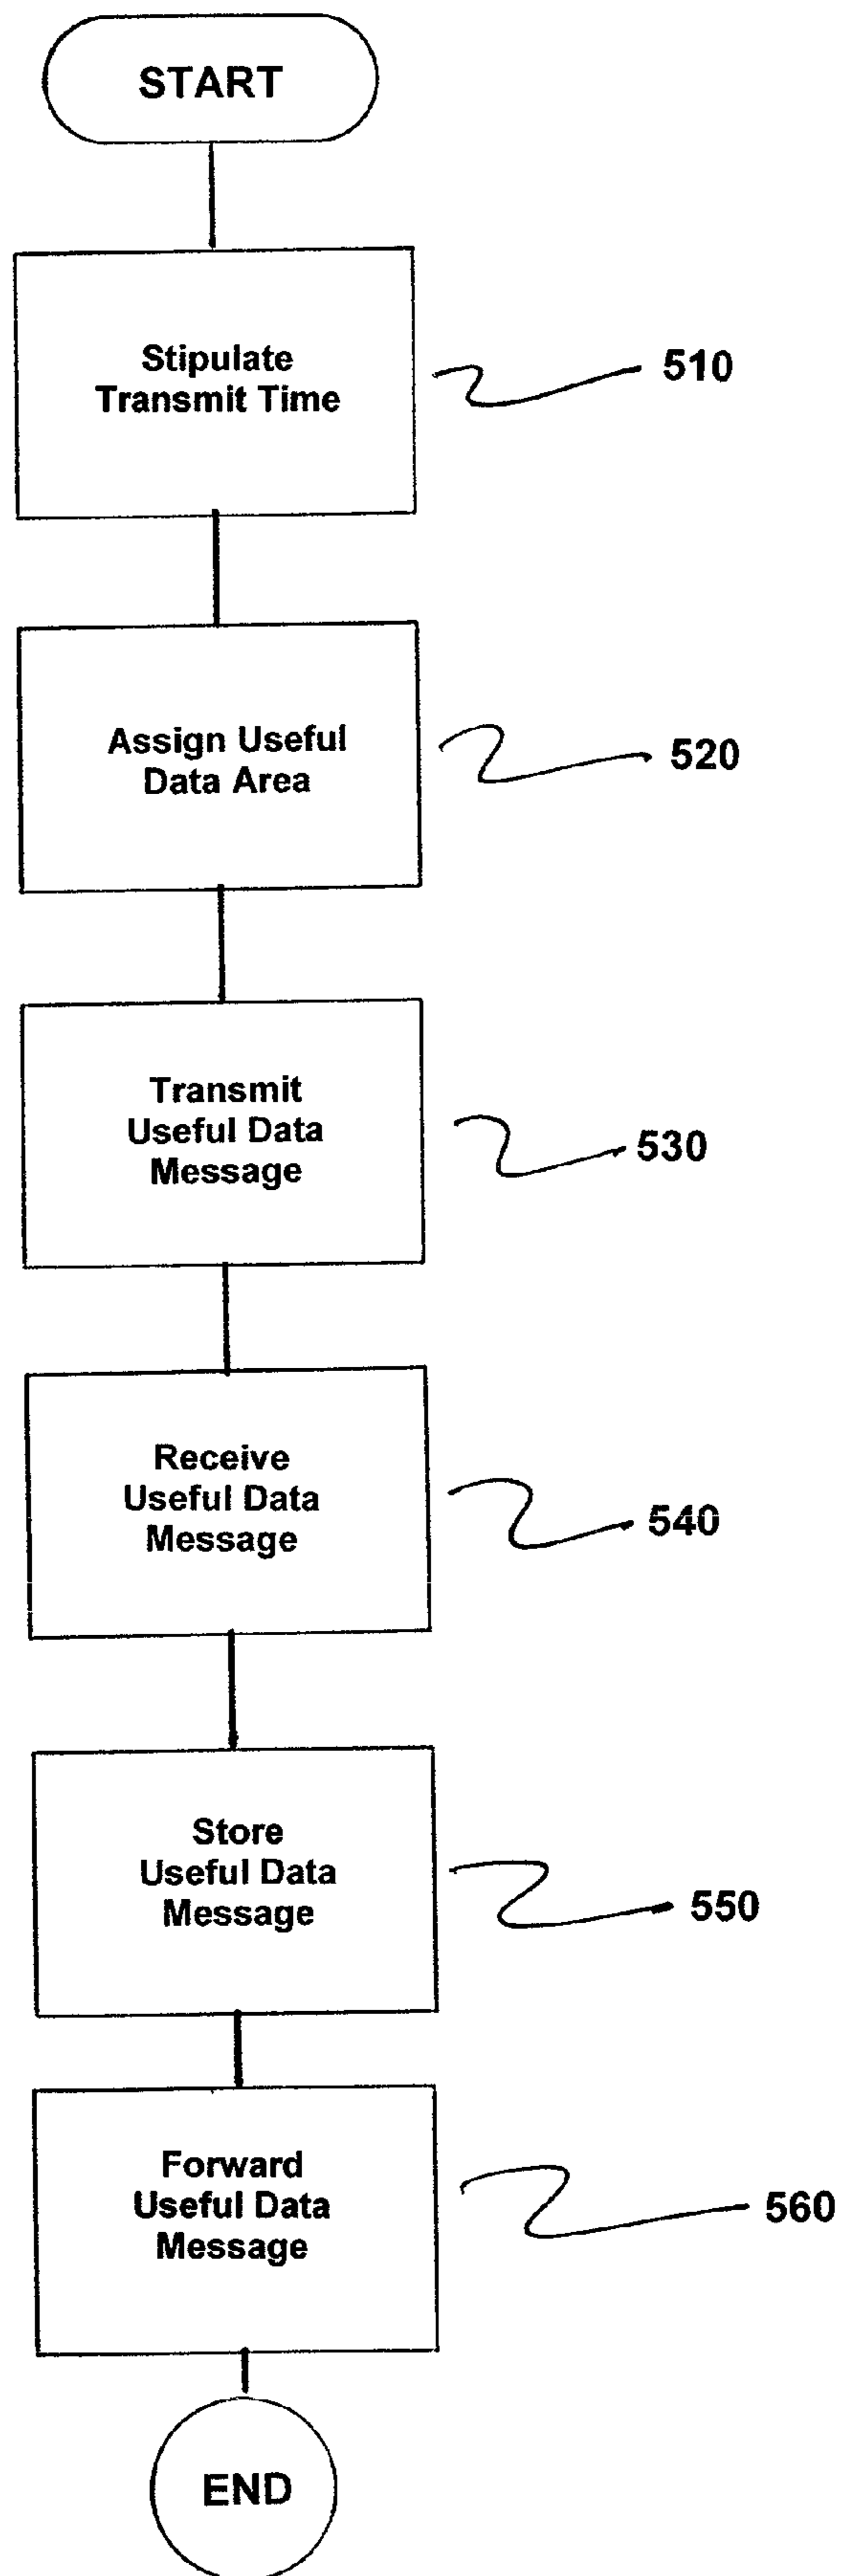 START
Stipulate
Transmit Time
510
Assign Useful
Data Area
520
Transmit
Useful Data
Message
530
Receive
Useful Data
Message
540
Store
Useful Data
Message
550
Forward
Useful Data
Message
560
END